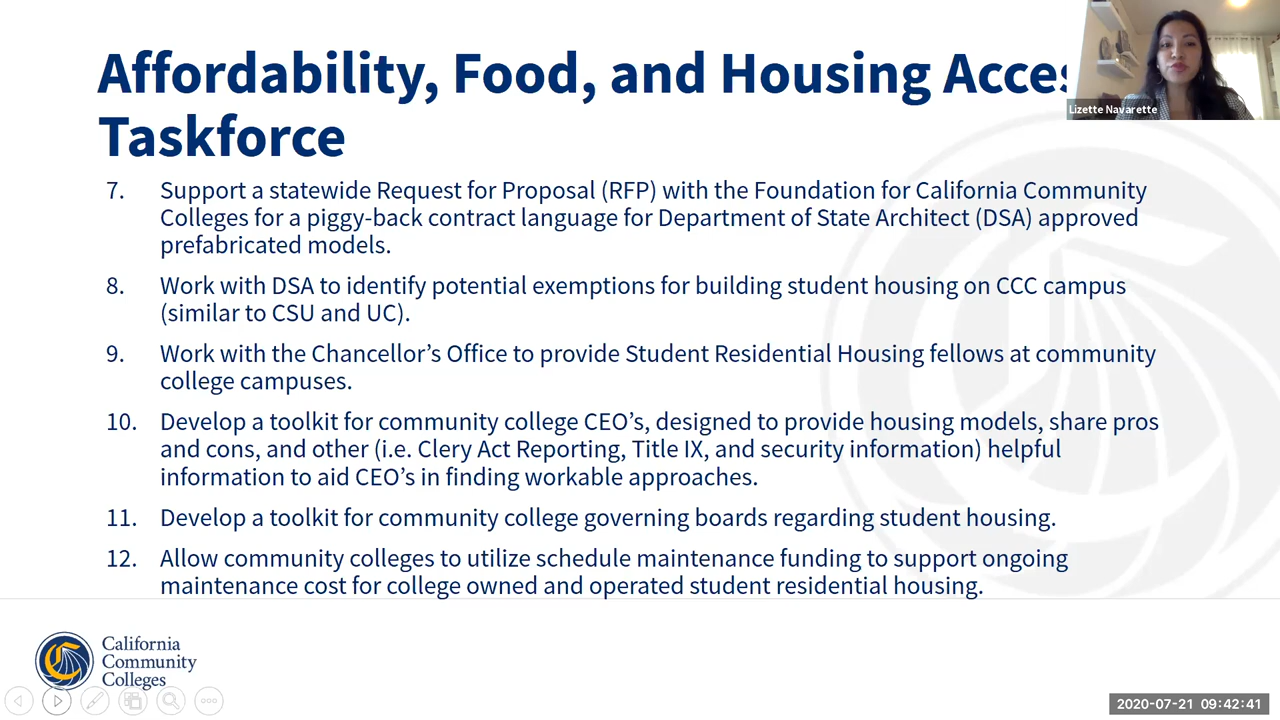 Affordability, Food, and Housing
Taskforce
Lizette Navarette
7. Support a statewide Request for Proposal (RFP) with the Foundation for California Community
Colleges for a piggy-back contract language for Department of State Architect (DSA) approved
prefabricated models.
8. Work with DSA to identify potential exemptions for building student housing on CCC campus
(similar to CSU and UC).
9. Work with the Chancellor’s Office to provide Student Residential Housing fellows at community
college campuses.
10. Develop a toolkit for community college CEO’s, designed to provide housing models, share pros
and cons, and other (i.e. Clery Act Reporting, Title IX, and security information) helpful
information to aid CEO’s in finding workable approaches.
11. Develop a toolkit for community college governing boards regarding student housing.
12. Allow community colleges to utilize schedule maintenance funding to support ongoing
maintenance cost for college owned and operated student residential housing.
California
Community
Colleges
2020-07-21 09:42:41